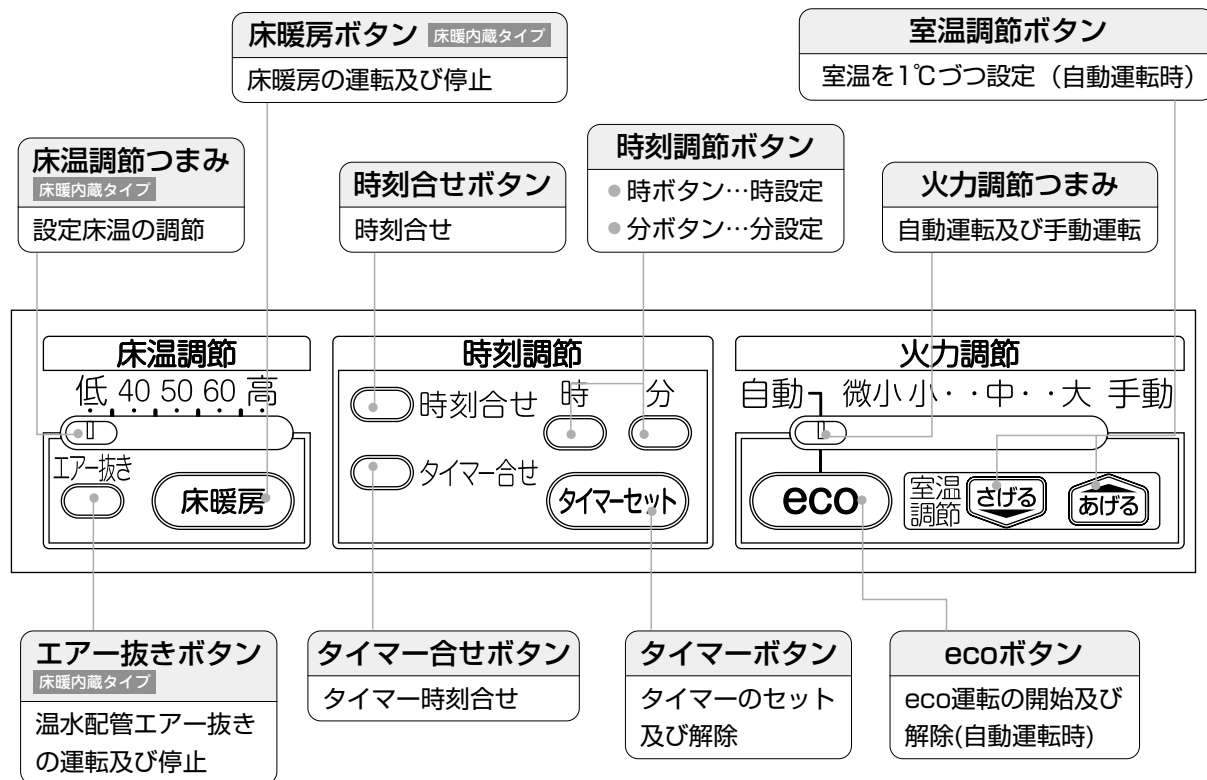 床暖房ボタン 床暖内蔵タイプ
床暖房の運転及び停止
室温調節ボタン
室温を1℃づつ設定（自動運転時）
床温調節つまみ
床暖内蔵タイプ
設定床温の調節
時刻合せボタン
時刻合せ
時刻調節ボタン
●時ボタン…時設定
●分ボタン…分設定
火力調節つまみ
自動運転及び手動運転
床温調節
低 40 50 60 高
エアー抜き
床暖房
時刻調節
時刻合せ 時 分
タイマー合せ
タイマーセット
火力調節
自動 微小 小・・中・・大 手動
eco
室温
調節
さげる
あげる
エアー抜きボタン
床暖内蔵タイプ
温水配管エアー抜き
の運転及び停止
タイマー合せボタン
タイマー時刻合せ
タイマーボタン
タイマーのセット
及び解除
ecoボタン
eco運転の開始及び
解除(自動運転時)